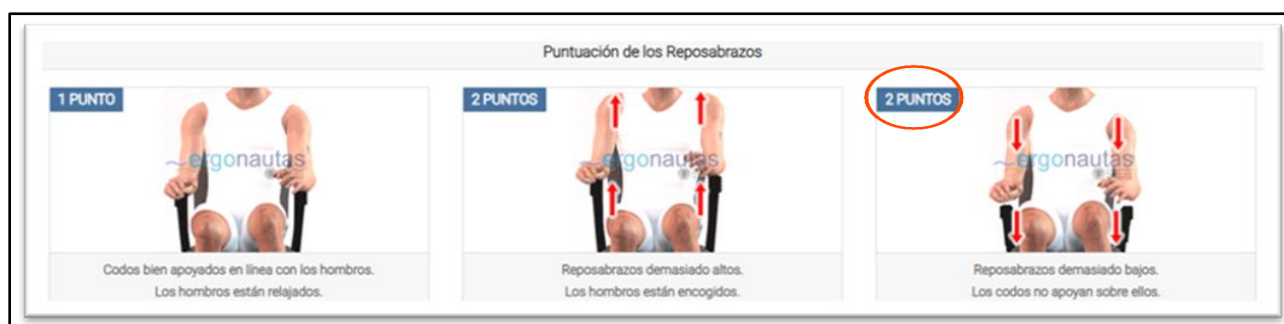 Puntuación de los Reposabrazos
1 PUNTO
ergonautas
Codos bien apoyados en línea con los hombros.
Los hombros están relajados.
2 PUNTOS
ergonautas
Reposabrazos demasiado altos.
Los hombros están encogidos.
2 PUNTOS
ergonautas
Reposabrazos demasiado bajos.
Los codos no apoyan sobre ellos.